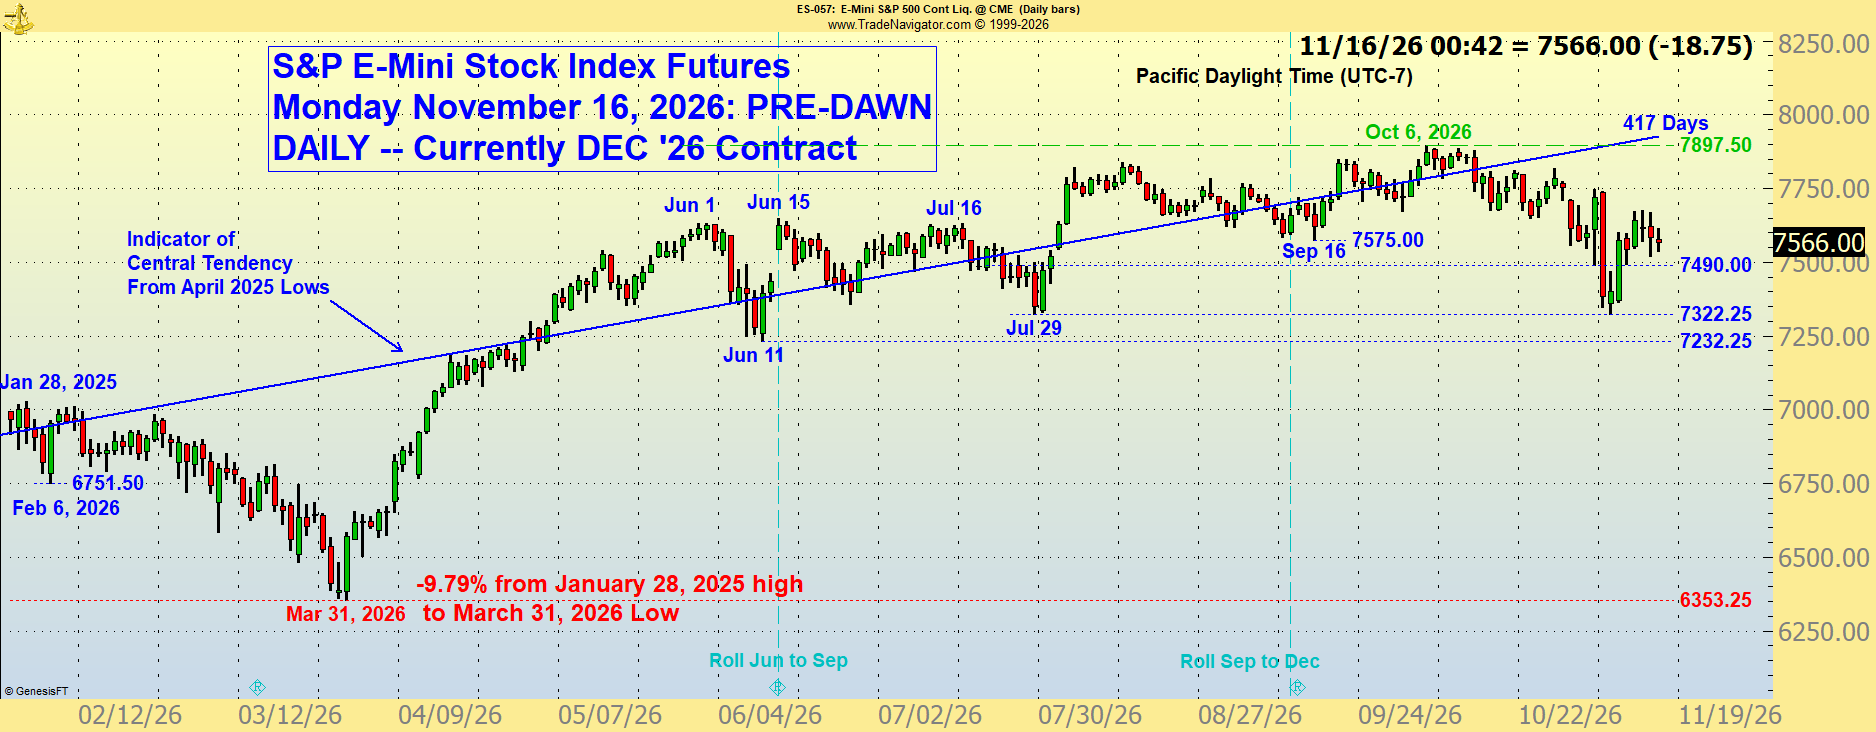 ES-057: E-Mini S&P 500 Cont Liq. @ CME (Daily bars)
www.TradeNavigator.com © 1999-2026
S&P E-Mini Stock Index Futures
Monday November 16, 2026: PRE-DAWN
DAILY -- Currently DEC '26 Contract
11/16/26 00:42 = 7566.00 (-18.75)
Pacific Daylight Time (UTC-7)
8250.00
8000.00
7750.00
7566.00
7500.00
7250.00
7000.00
6750.00
6500.00
6250.00
417 Days
Oct 6, 2026
7897.50
Jun 1
Jun 15
Jul 16
Indicator of
Central Tendency
From April 2025 Lows
Sep 16
7575.00
7490.00
7322.25
Jul 29
7232.25
Jun 11
Jan 28, 2025
6751.50
Feb 6, 2026
-9.79% from January 28, 2025 high
to March 31, 2026 Low
Mar 31, 2026
6353.25
Roll Jun to Sep
Roll Sep to Dec
R
R
R
© GenesisFT
02/12/26
03/12/26
04/09/26
05/07/26
06/04/26
07/02/26
07/30/26
08/27/26
09/24/26
10/22/26
11/19/26